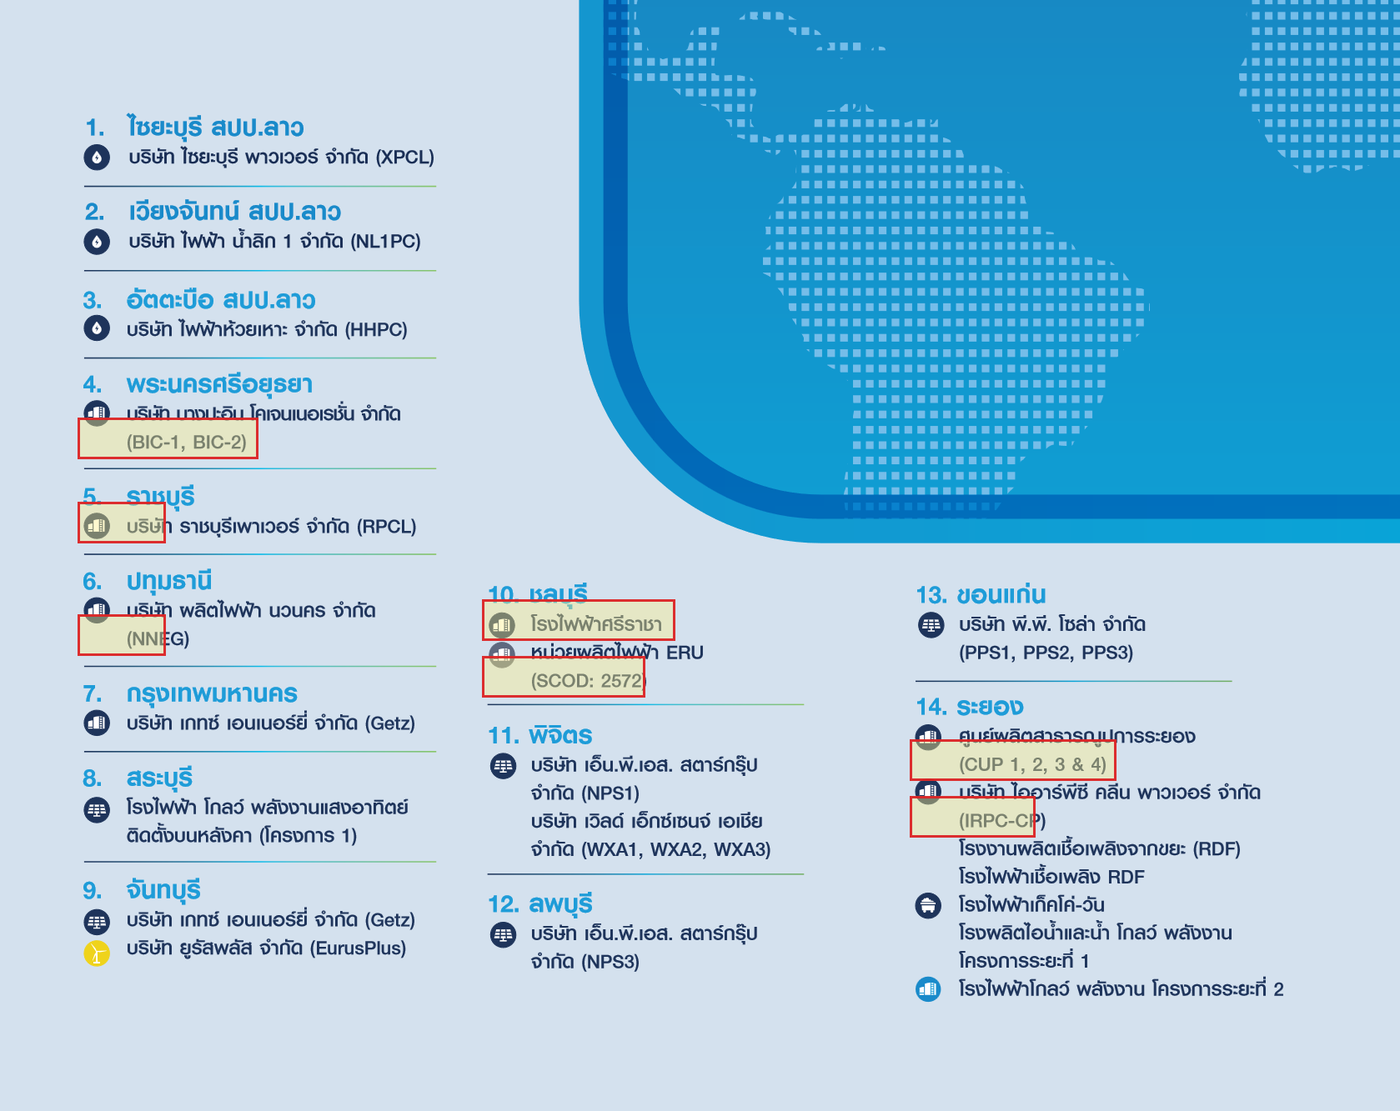 1. ไซยะบุรี สปป.ลาว
บริษัท ไซยะบุรี พาวเวอร์ จำกัด (XPCL)
2. เวียงจันทน์ สปป.ลาว
บริษัท ไฟฟ้า น้ำลิก 1 จำกัด (NL1PC)
3. อัตตะปือ สปป.ลาว
บริษัท ไฟฟ้าห้วยเหาะ จำกัด (HHPC)
4. พระนครศรีอยุธยา
บริษัท บางปะอิน โคเจนเนอเรชั่น จำกัด
(BIC-1, BIC-2)
5. ราชบุรี
บริษัท ราชบุรีเพาเวอร์ จำกัด (RPCL)
6. ปทุมธานี
บริษัท ผลิตไฟฟ้า นวนคร จำกัด
(NNEG)
7. กรุงเทพมหานคร
บริษัท เกทซ์ เอนเนอร์ยี่ จำกัด (Getz)
8. สระบุรี
โรงไฟฟ้า โกลว์ พลังงานแสงอาทิตย์
ติดตั้งบนหลังคา (โครงการ 1)
9. จันทบุรี
บริษัท เกทซ์ เอนเนอร์ยี่ จำกัด (Getz)
บริษัท ยูรัสพลัส จำกัด (EurusPlus)
10. ชลบุรี
โรงไฟฟ้าศรีราชา
หน่วยผลิตไฟฟ้า ERU
(SCOD: 2572)
11. พิจิตร
บริษัท เอ็น.พี.เอส. สตาร์กรุ๊ป
จำกัด (NPS1)
บริษัท เวิลด์ เอ็กซ์เชนจ์ เอเชีย
จำกัด (WXA1, WXA2, WXA3)
12. ลพบุรี
บริษัท เอ็น.พี.เอส. สตาร์กรุ๊ป
จำกัด (NPS3)
13. ขอนแก่น
บริษัท พี.พี. โซล่า จำกัด
(PPS1, PPS2, PPS3)
14. ระยอง
ศูนย์ผลิตสาธารณูปการระยอง
(CUP 1, 2, 3 & 4)
บริษัท ไออาร์พีซี คลีน พาวเวอร์ จำกัด
(IRPC-CP)
โรงงานผลิตเชื้อเพลิงจากขยะ (RDF)
โรงไฟฟ้าเชื้อเพลิง RDF
โรงไฟฟ้าเก็คโค่-วัน
โรงผลิตไอน้ำและน้ำ โกลว์ พลังงาน
โครงการระยะที่ 1
โรงไฟฟ้าโกลว์ พลังงาน โครงการระยะที่ 2